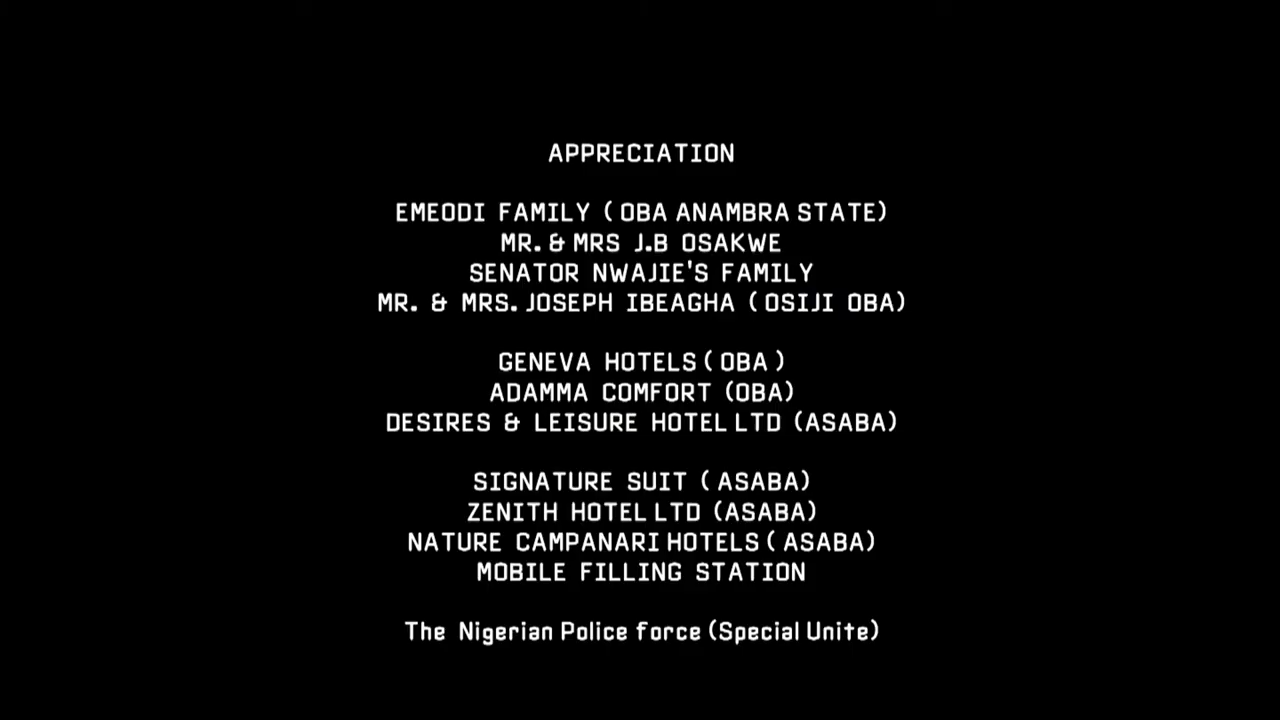 APPRECIATION
EMEODI FAMILY ( OBA ANAMBRA STATE)
MR. & MRS J.B OSAKWE
SENATOR NWAJIE'S FAMILY
MR. & MRS. JOSEPH IBEAGHA ( OSIJI OBA)
GENEVA HOTELS ( OBA )
ADAMMA COMFORT (OBA)
DESIRES & LEISURE HOTEL LTD (ASABA)
SIGNATURE SUIT ( ASABA)
ZENITH HOTEL LTD (ASABA)
NATURE CAMPANARI HOTELS ( ASABA)
MOBILE FILLING STATION
The Nigerian Police force (Special Unite)